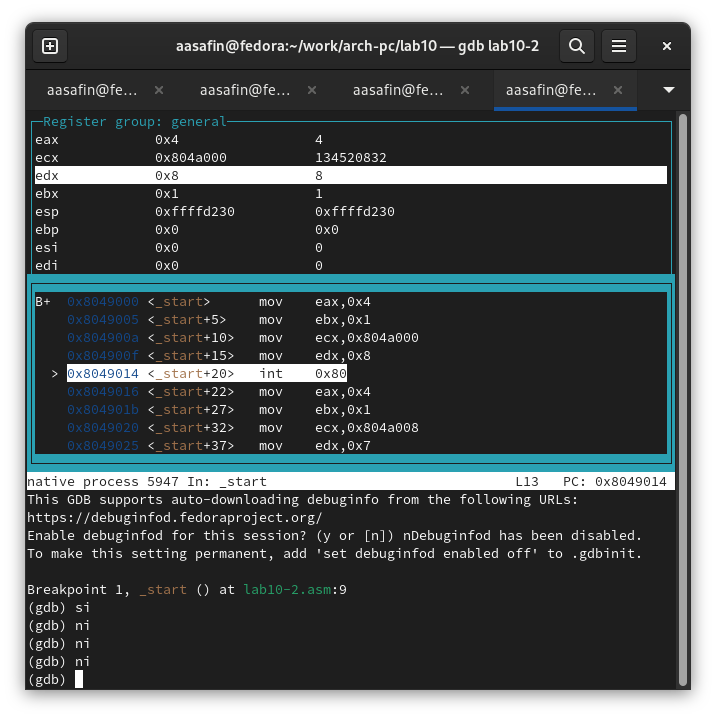 aasafin@fedora:~/work/arch-pc/lab10 — gdb lab10-2
aasafin@fe… × aasafin@fe… × aasafin@fe… × aasafin@fe… ×
Register group: general
eax 0x4 4
ecx 0x804a000 134520832
edx 0x8 8
ebx 0x1 1
esp 0xffffd230 0xffffd230
ebp 0x0 0x0
esi 0x0 0
edi 0x0 0
B+ 0x8049000 <_start> mov eax,0x4
0x8049005 <_start+5> mov ebx,0x1
0x804900a <_start+10> mov ecx,0x804a000
0x804900f <_start+15> mov edx,0x8
> 0x8049014 <_start+20> int 0x80
0x8049016 <_start+22> mov eax,0x4
0x804901b <_start+27> mov ebx,0x1
0x8049020 <_start+32> mov ecx,0x804a008
0x8049025 <_start+37> mov edx,0x7
native process 5947 In: _start L13 PC: 0x8049014
This GDB supports auto-downloading debuginfo from the following URLs:
https://debuginfod.fedoraproject.org/
Enable debuginfod for this session? (y or [n]) nDebuginfod has been disabled.
To make this setting permanent, add 'set debuginfod enabled off' to .gdbinit.
Breakpoint 1, _start () at lab10-2.asm:9
(gdb) si
(gdb) ni
(gdb) ni
(gdb) ni
(gdb)